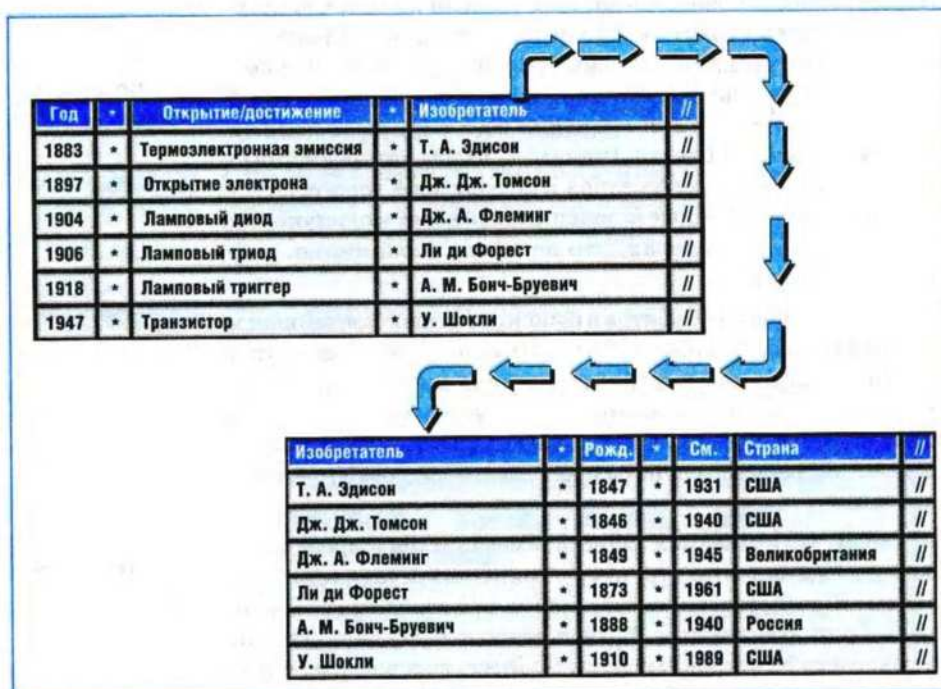 Год * Открытие/достижение * Изобретатель //
1883 * Термоэлектронная эмиссия * Т. А. Эдисон //
1897 * Открытие электрона * Дж. Дж. Томсон //
1904 * Ламповый диод * Дж. А. Флеминг //
1906 * Ламповый триод * Ли ди Форест //
1918 * Ламповый триггер * А. М. Бонч-Бруевич //
1947 * Транзистор * У. Шокли //
Изобретатель * Рожд. * См. Страна //
Т. А. Эдисон * 1847 * 1931 США //
Дж. Дж. Томсон * 1846 * 1940 США //
Дж. А. Флеминг * 1849 * 1945 Великобритания //
Ли ди Форест * 1873 * 1961 США //
А. М. Бонч-Бруевич * 1888 * 1940 Россия //
У. Шокли * 1910 * 1989 США //